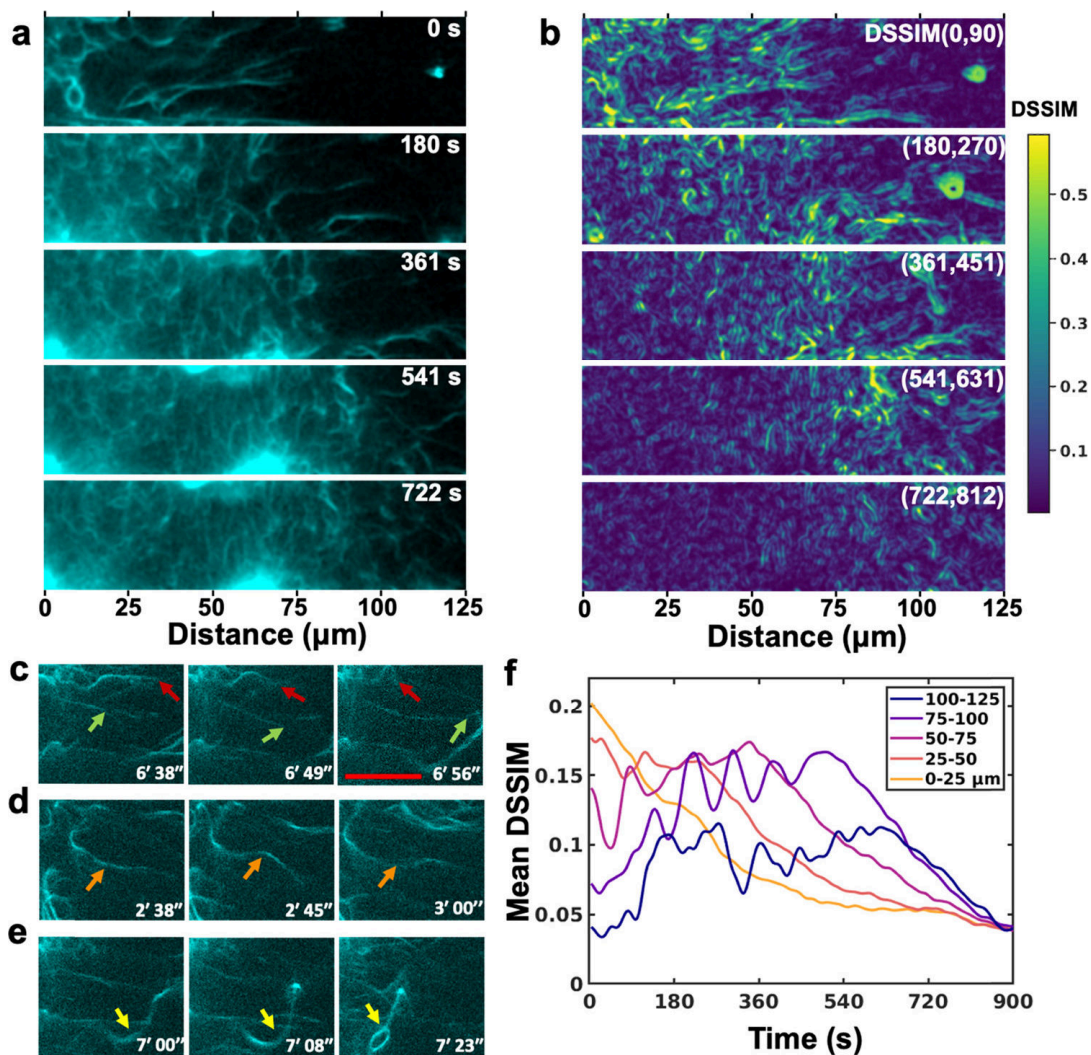 a
0 s
180 s
361 s
541 s
722 s
0 25 50 75 100 125
Distance (µm)
b
DSSIM(0,90)
(180,270)
(361,451)
(541,631)
(722,812)
0 25 50 75 100 125
Distance (µm)
DSSIM
0.5
0.4
0.3
0.2
0.1
c
6’ 38”
6’ 49”
6’ 56”
d
2’ 38”
2’ 45”
3’ 00”
e
7’ 00”
7’ 08”
7’ 23”
f
Mean DSSIM
0.2
0.15
0.1
0.05
0
100-125
75-100
50-75
25-50
0-25 µm
0 180 360 540 720 900
Time (s)